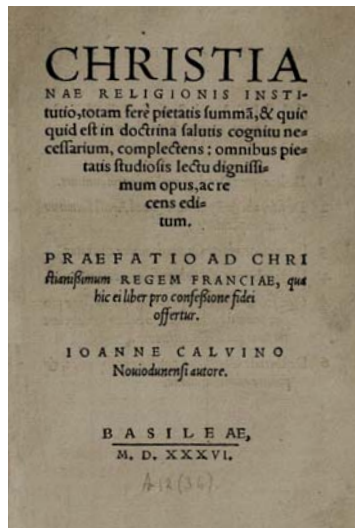 CHRISTIA
NAE RELIGIONIS INSTI-
tutio, totam ferè pietatis summã, & quic
quid est in doctrina salutis cognitu ne=
cessarium, complectens : omnibus pie=
tatis studiosis lectu dignissi=
mum opus, ac re
cens edi=
tum.
PRAEFATIO AD CHRI
stianissimum REGEM FRANCIAE, qua
hic ei liber pro confessione fidei
offertur.
IOANNE CALVINO
Nouiodunensi autore.
BASILEAE,
M. D. XXXVI.